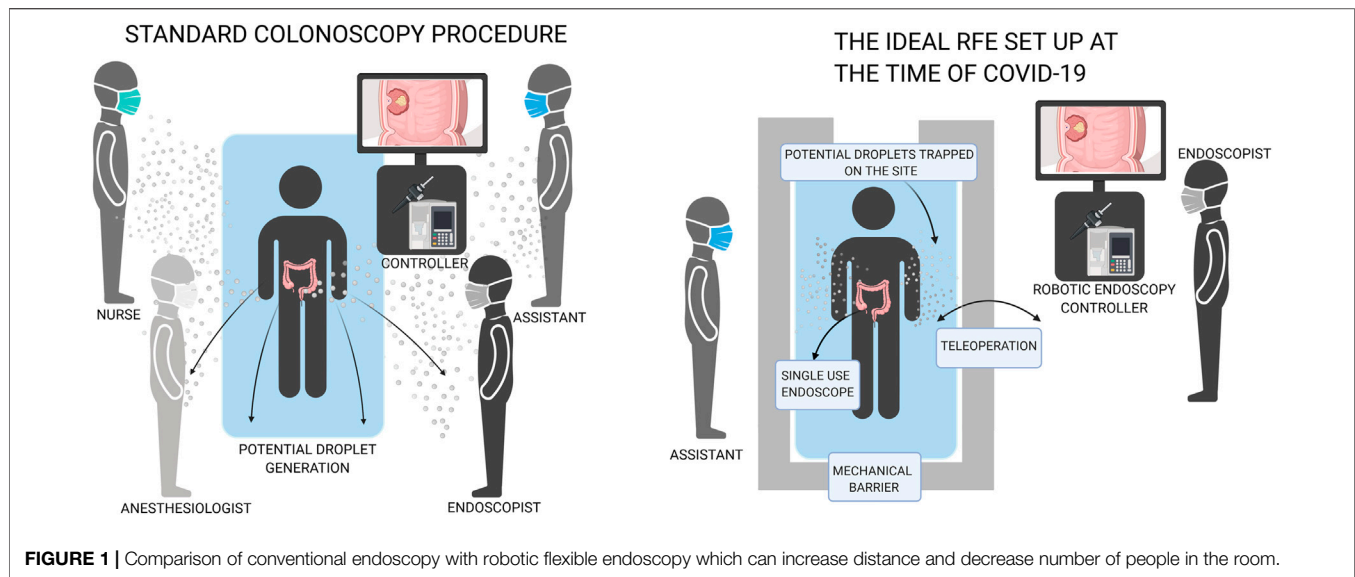 STANDARD COLONOSCOPY PROCEDURE
NURSE
CONTROLLER
ASSISTANT
POTENTIAL DROPLET
GENERATION
ANESTHESIOLOGIST
ENDOSCOPIST
THE IDEAL RFE SET UP AT
THE TIME OF COVID-19
POTENTIAL DROPLETS TRAPPED
ON THE SITE
ENDOSCOPIST
ROBOTIC ENDOSCOPY
CONTROLLER
TELEOPERATION
SINGLE USE
ENDOSCOPE
ASSISTANT
MECHANICAL
BARRIER
FIGURE 1 | Comparison of conventional endoscopy with robotic flexible endoscopy which can increase distance and decrease number of people in the room.